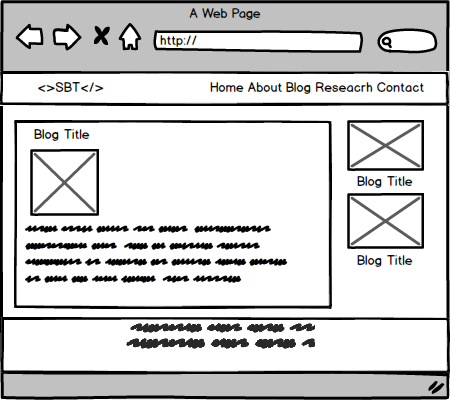 A Web Page
http://
<>SBT</>
Home About Blog Reseacrh Contact
Blog Title
Blog Title
Blog Title